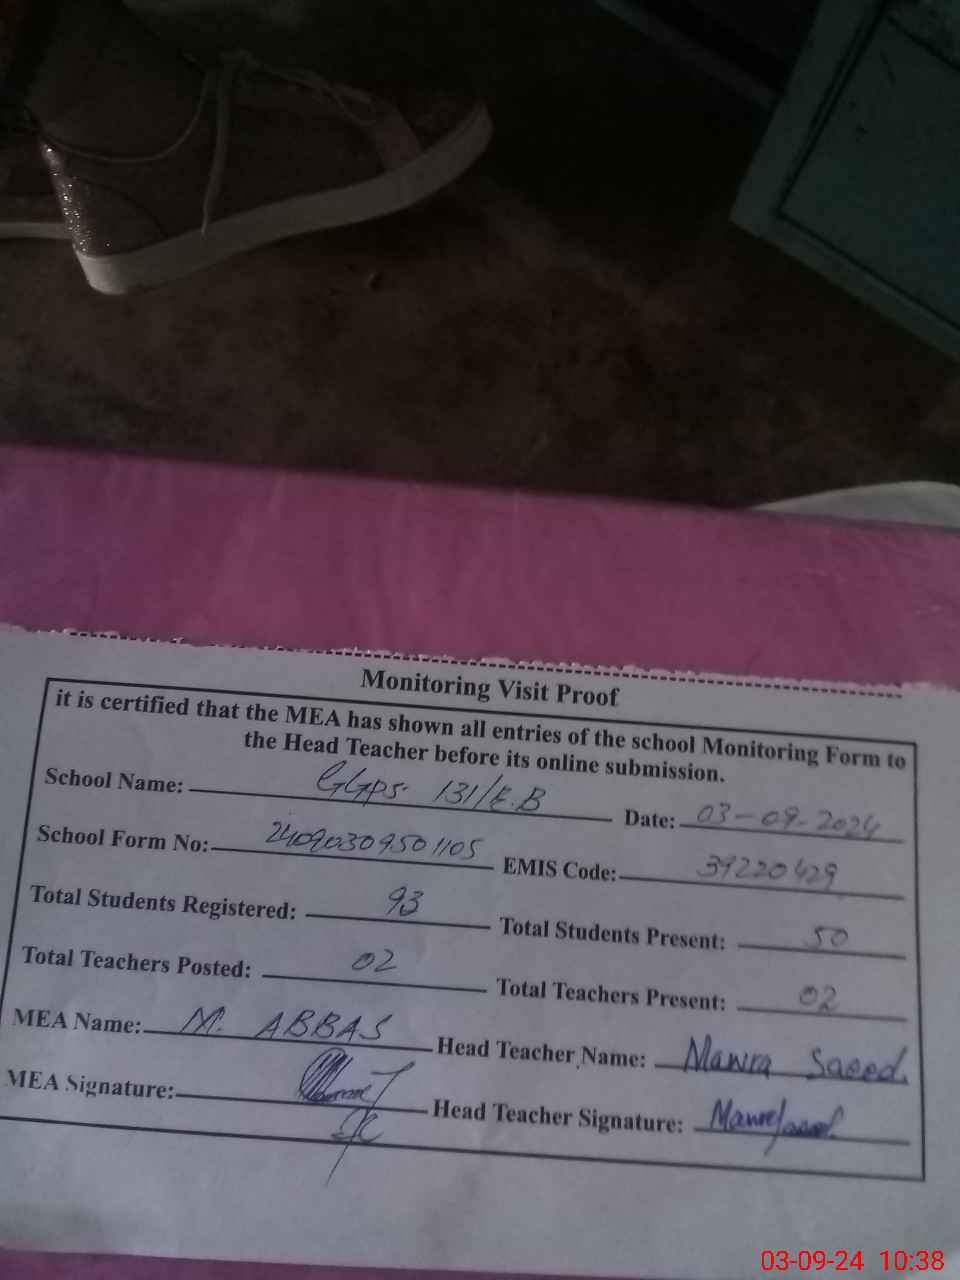 Monitoring Visit Proof
it is certified that the MEA has shown all entries of the school Monitoring Form to
the Head Teacher before its online submission.
School Name: GGPS. 131/E.B Date: 03-09-2024
School Form No: 24090309501105 EMIS Code: 39220429
Total Students Registered: 93 Total Students Present: 50
Total Teachers Posted: 02 Total Teachers Present: 02
MEA Name: M. ABBAS Head Teacher Name: Mawra Saeed.
MEA Signature: Head Teacher Signature:
03-09-24 10:38